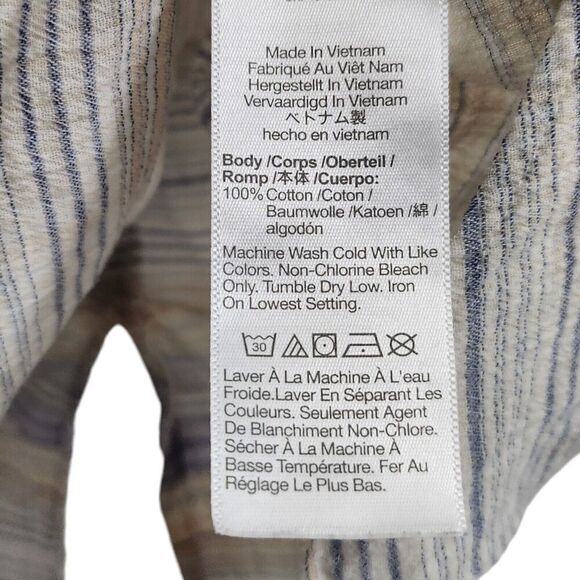 Made In Vietnam
Fabriqué Au Viêt Nam
Hergestellt In Vietnam
Vervaardigd In Vietnam
ベトナム製
hecho en vietnam
Body /Corps /Oberteil /
Romp /本体 /Cuerpo:
100% Cotton /Coton /
Baumwolle /Katoen /綿 /
algodón
Machine Wash Cold With Like
Colors. Non-Chlorine Bleach
Only. Tumble Dry Low. Iron
On Lowest Setting.
30
Laver À La Machine À L'eau
Froide.Laver En Séparant Les
Couleurs. Seulement Agent
De Blanchiment Non-Chlore.
Sécher À La Machine À
Basse Température. Fer Au
Réglage Le Plus Bas.